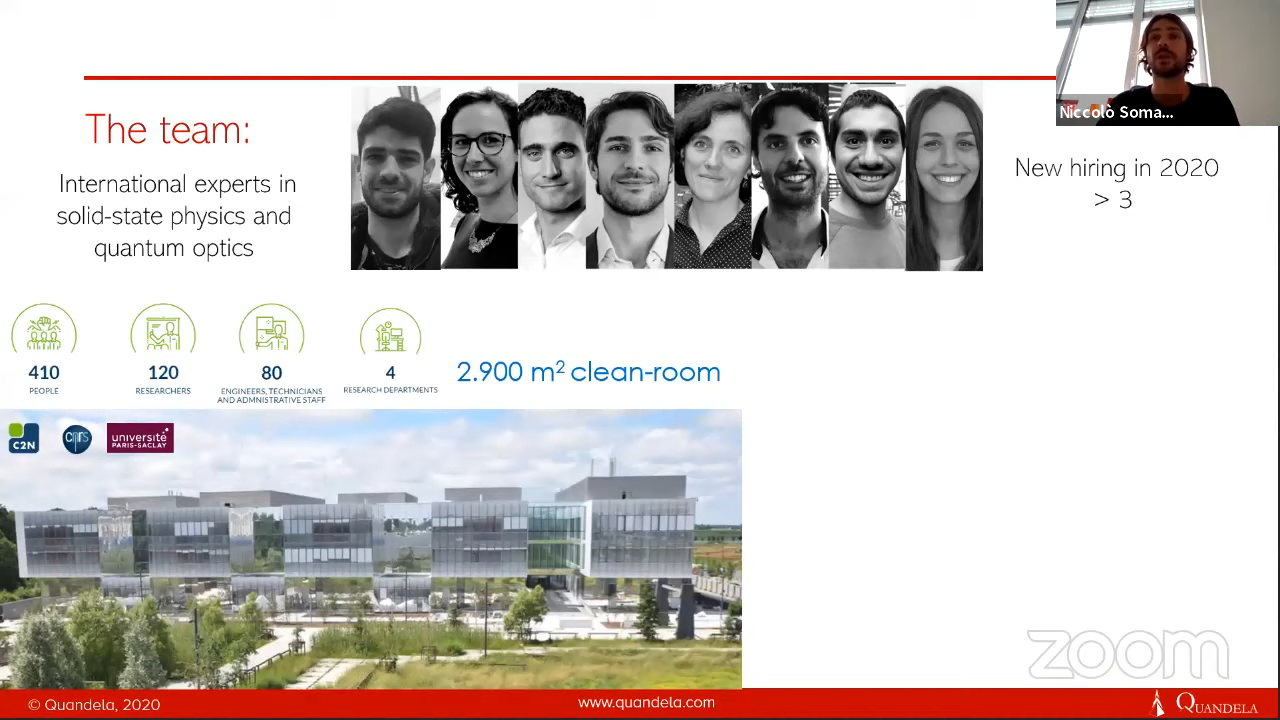 Niccolò Soma...
The team:
International experts in
solid-state physics and
quantum optics
New hiring in 2020
> 3
410
PEOPLE
120
RESEARCHERS
80
ENGINEERS, TECHNICIANS
AND ADMNISTRATIVE STAFF
4
RESEARCH DEPARTMENTS
2.900 m² clean-room
C2N
cnrs
université
PARIS-SACLAY
zoom
© Quandela, 2020
www.quandela.com
QUANDELA